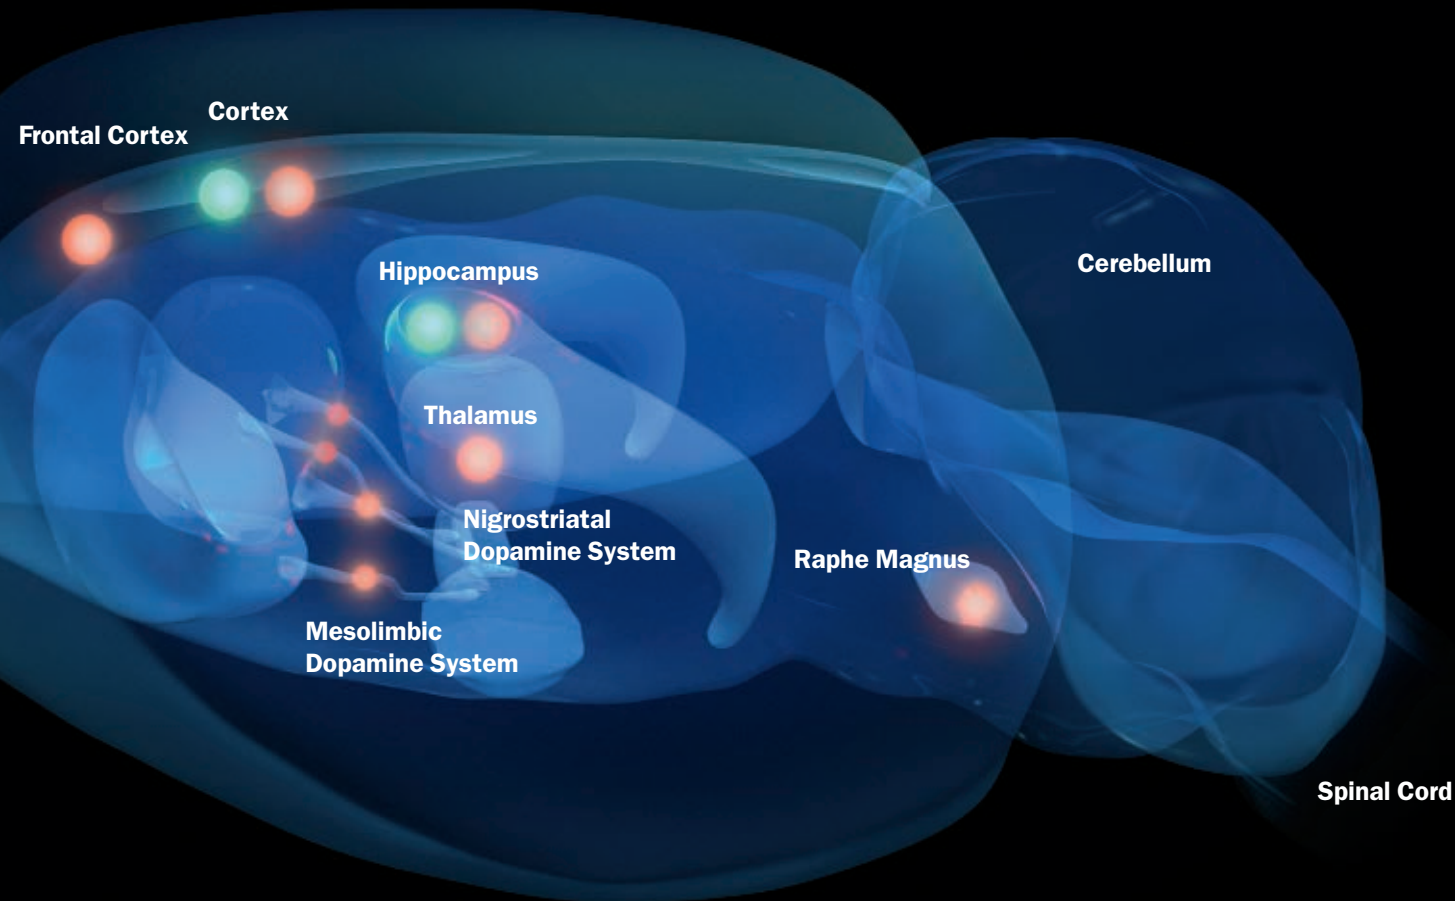 Cortex
Frontal Cortex
Hippocampus
Cerebellum
Thalamus
Nigrostriatal
Dopamine System
Raphe Magnus
Mesolimbic
Dopamine System
Spinal Cord